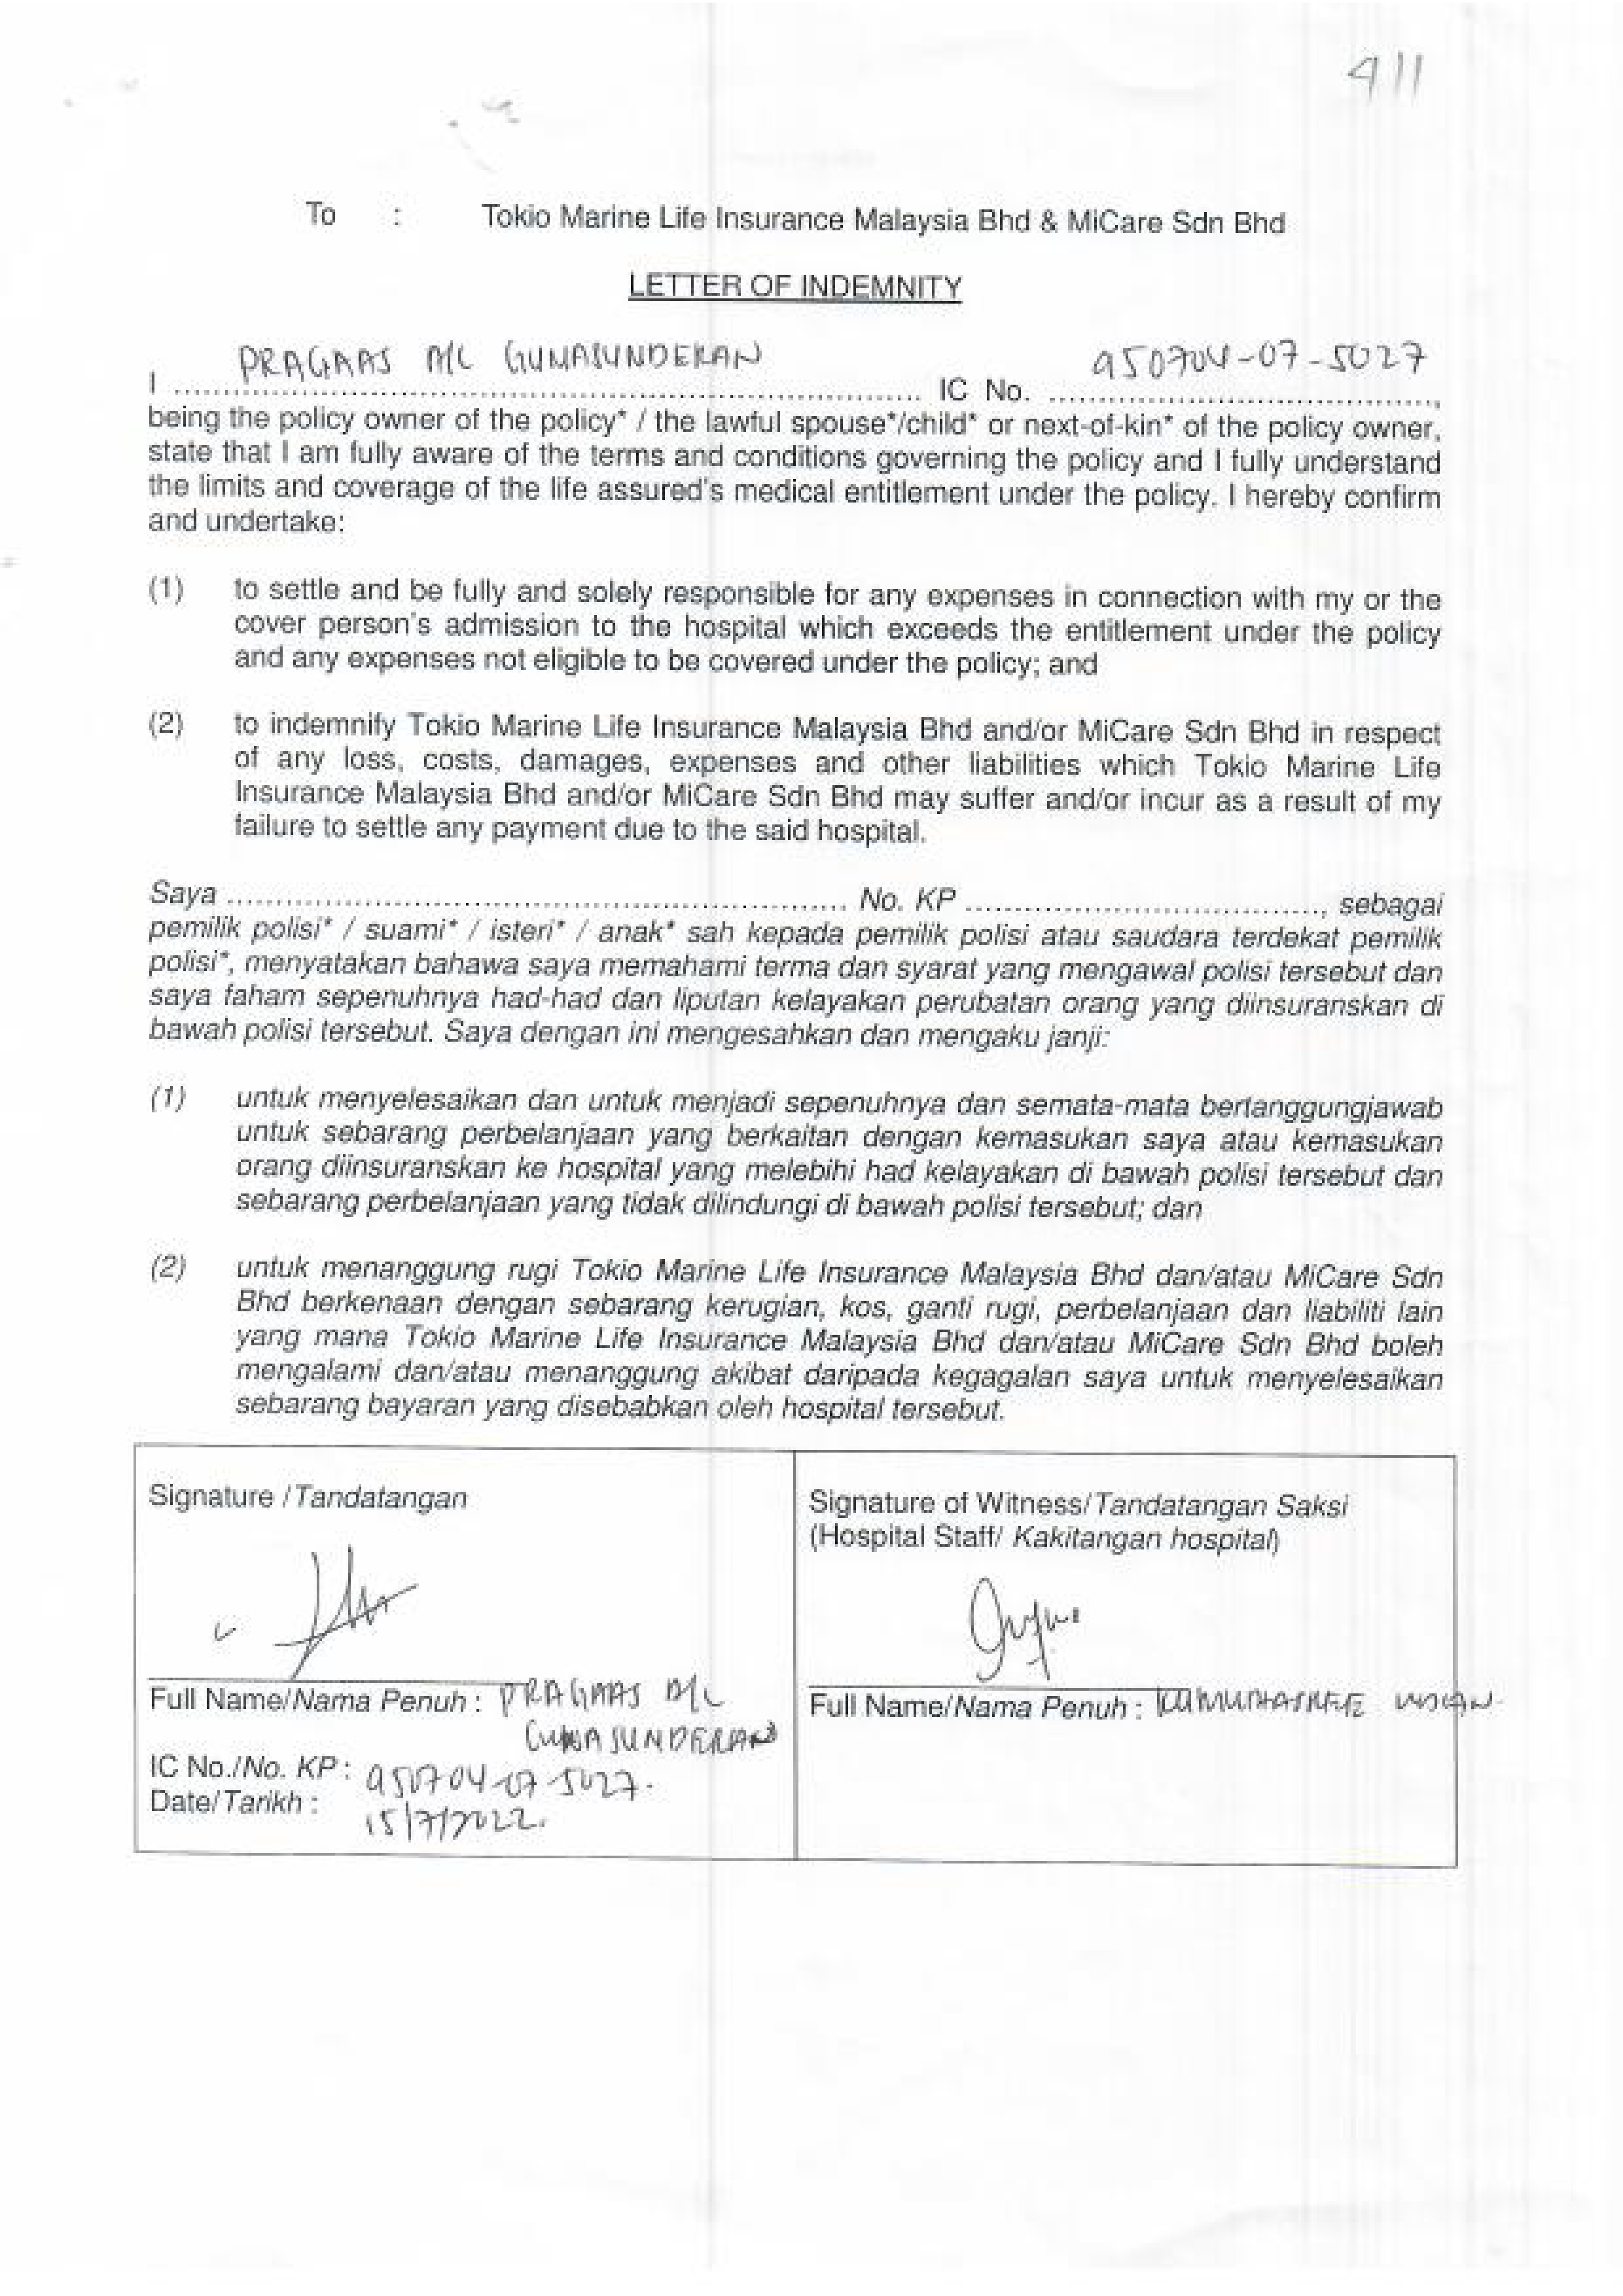 911
To : Tokio Marine Life Insurance Malaysia Bhd & MiCare Sdn Bhd
LETTER OF INDEMNITY
I PRAGAAS A/L GUNASUNDERAN IC No. 950704-07-5027,
being the policy owner of the policy* / the lawful spouse*/child* or next-of-kin* of the policy owner,
state that I am fully aware of the terms and conditions governing the policy and I fully understand
the limits and coverage of the life assured's medical entitlement under the policy. I hereby confirm
and undertake:
(1) to settle and be fully and solely responsible for any expenses in connection with my or the
cover person's admission to the hospital which exceeds the entitlement under the policy
and any expenses not eligible to be covered under the policy; and
(2) to indemnify Tokio Marine Life Insurance Malaysia Bhd and/or MiCare Sdn Bhd in respect
of any loss, costs, damages, expenses and other liabilities which Tokio Marine Life
Insurance Malaysia Bhd and/or MiCare Sdn Bhd may suffer and/or incur as a result of my
failure to settle any payment due to the said hospital.
Saya ............................................................. No. KP ..................................., sebagai
pemilik polisi* / suami* / isteri* / anak* sah kepada pemilik polisi atau saudara terdekat pemilik
polisi*, menyatakan bahawa saya memahami terma dan syarat yang mengawal polisi tersebut dan
saya faham sepenuhnya had-had dan liputan kelayakan perubatan orang yang diinsuranskan di
bawah polisi tersebut. Saya dengan ini mengesahkan dan mengaku janji:
(1) untuk menyelesaikan dan untuk menjadi sepenuhnya dan semata-mata bertanggungjawab
untuk sebarang perbelanjaan yang berkaitan dengan kemasukan saya atau kemasukan
orang diinsuranskan ke hospital yang melebihi had kelayakan di bawah polisi tersebut dan
sebarang perbelanjaan yang tidak dilindungi di bawah polisi tersebut; dan
(2) untuk menanggung rugi Tokio Marine Life Insurance Malaysia Bhd dan/atau MiCare Sdn
Bhd berkenaan dengan sebarang kerugian, kos, ganti rugi, perbelanjaan dan liabiliti lain
yang mana Tokio Marine Life Insurance Malaysia Bhd dan/atau MiCare Sdn Bhd boleh
mengalami dan/atau menanggung akibat daripada kegagalan saya untuk menyelesaikan
sebarang bayaran yang disebabkan oleh hospital tersebut.
Signature /Tandatangan
Full Name/Nama Penuh : PRAGAAS A/L
GUNASUNDERAN
IC No./No. KP : 950704-07-5027.
Date/Tarikh : 15/7/2022.
Signature of Witness/Tandatangan Saksi
(Hospital Staff/ Kakitangan hospital)
Full Name/Nama Penuh :